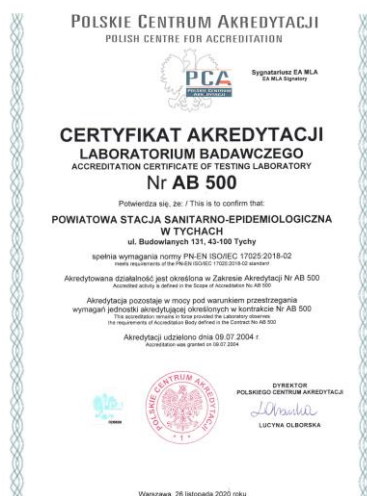 POLSKIE CENTRUM AKREDYTACJI
POLISH CENTRE FOR ACCREDITATION
PCA
POLSKIE CENTRUM
AKREDYTACJI
Sygnatariusz EA MLA
EA MLA Signatory
CERTYFIKAT AKREDYTACJI
LABORATORIUM BADAWCZEGO
ACCREDITATION CERTIFICATE OF TESTING LABORATORY
Nr AB 500
Potwierdza się, że: / This is to confirm that:
POWIATOWA STACJA SANITARNO-EPIDEMIOLOGICZNA
W TYCHACH
ul. Budowlanych 131, 43-100 Tychy
spełnia wymagania normy PN-EN ISO/IEC 17025:2018-02
meets requirements of the PN-EN ISO/IEC 17025:2018-02 standard
Akredytowana działalność jest określona w Zakresie Akredytacji Nr AB 500
Accredited activity is defined in the Scope of Accreditation No AB 500
Akredytacja pozostaje w mocy pod warunkiem przestrzegania
wymagań jednostki akredytującej określonych w kontrakcie Nr AB 500
This accreditation remains in force provided the Laboratory observes
the requirements of Accreditation Body defined in the Contract No AB 500
Akredytacji udzielono dnia 09.07.2004 r.
Accreditation was granted on 09.07.2004
POLSKIE CENTRUM AKREDYTACJI
DYREKTOR
POLSKIEGO CENTRUM AKREDYTACJI
LUCYNA OLBORSKA
Warszawa, 26 listopada 2020 roku